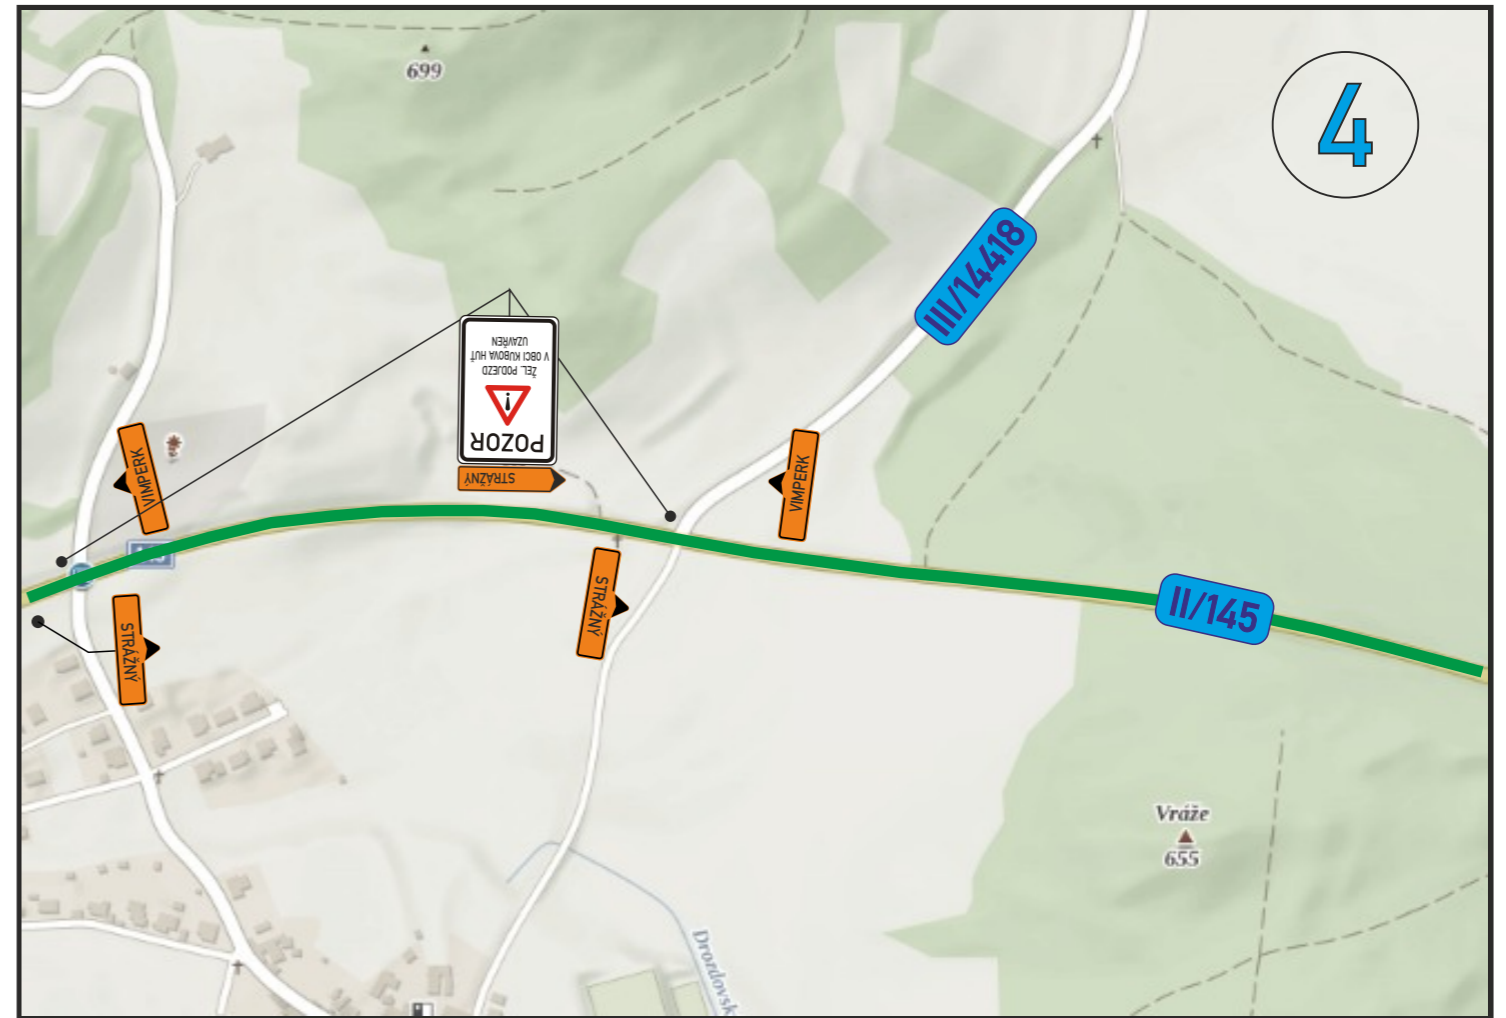 699
4
III/14418
POZOR
ŽEL. PODJEZD
V OBCI KUBOVA HUŤ
UZAVŘEN
STRÁŽNÝ
VIMPERK
VIMPERK
STRÁŽNÝ
STRÁŽNÝ
II/145
Vráže
655
Drozdovsk